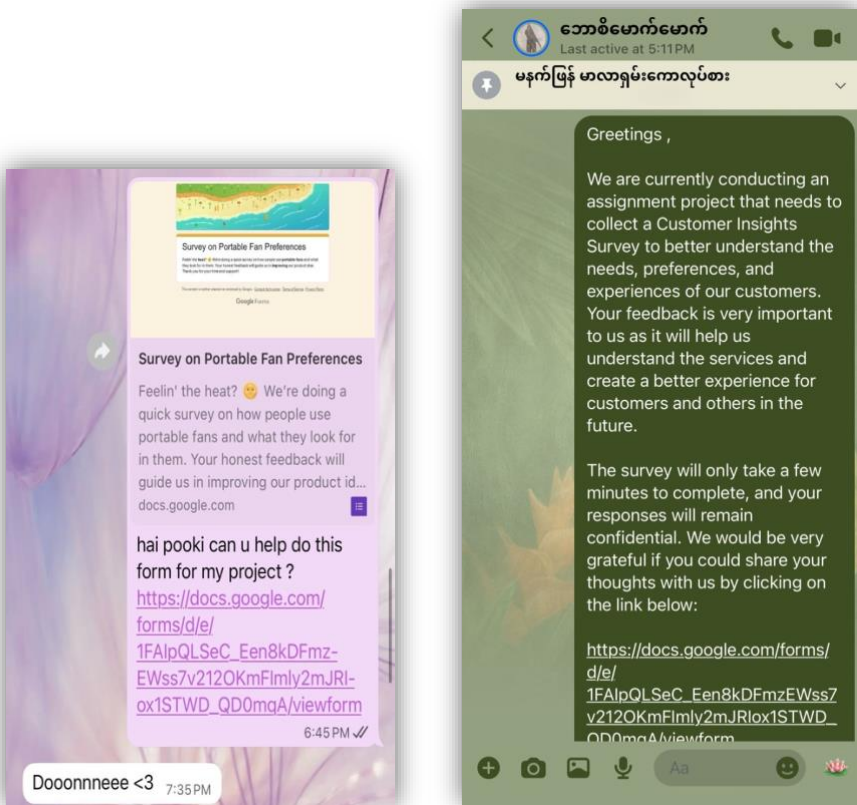 Survey on Portable Fan Preferences
Google Forms
Survey on Portable Fan Preferences
Feelin' the heat? 🥵 We're doing a
quick survey on how people use
portable fans and what they look for
in them. Your honest feedback will
guide us in improving our product id...
docs.google.com
hai pooki can u help do this
form for my project ?
https://docs.google.com/
forms/d/e/
1FAIpQLSeC_Een8kDFmz-
EWss7v212OKmFlmly2mJRI-
ox1STWD_QD0mqA/viewform
6:45 PM
Dooonnneee <3 7:35 PM
ဘောစိမောက်မောက်
Last active at 5:11 PM
မနက်ဖြန် မာလာရှမ်းကောလုပ်စား
Greetings ,
We are currently conducting an
assignment project that needs to
collect a Customer Insights
Survey to better understand the
needs, preferences, and
experiences of our customers.
Your feedback is very important
to us as it will help us
understand the services and
create a better experience for
customers and others in the
future.
The survey will only take a few
minutes to complete, and your
responses will remain
confidential. We would be very
grateful if you could share your
thoughts with us by clicking on
the link below:
https://docs.google.com/forms/
d/e/
1FAIpQLSeC_Een8kDFmzEWss7
v212OKmFlmly2mJRIox1STWD_
QD0mqA/viewform
Aa